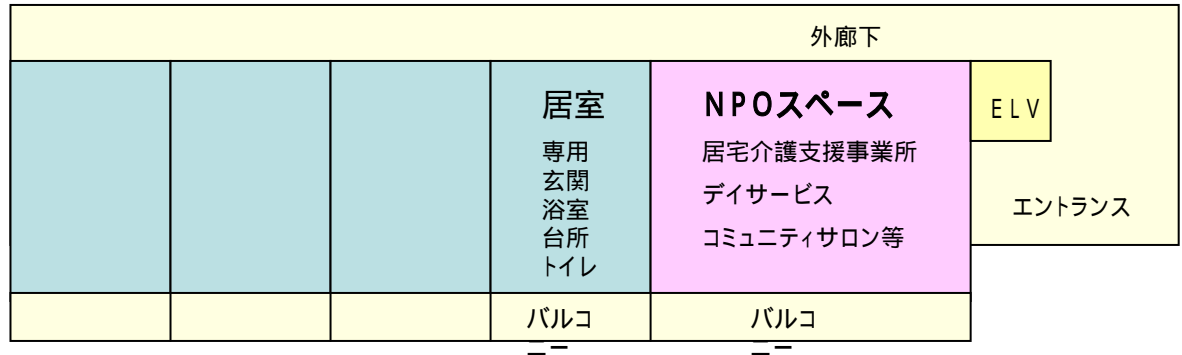 外廊下
居室
専用
玄関
浴室
台所
トイレ
NPOスペース
居宅介護支援事業所
デイサービス
コミュニティサロン等
ELV
エントランス
バルコ
ニー
バルコ
ニー